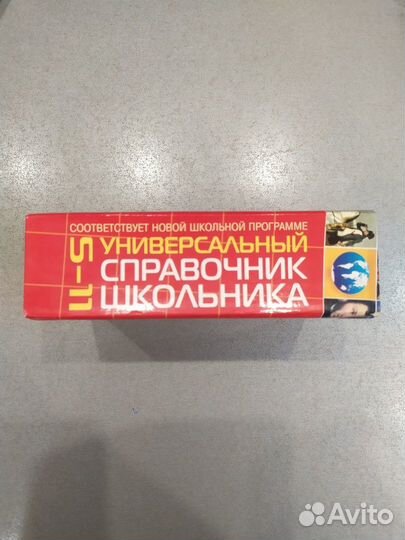 СООТВЕТСТВУЕТ НОВОЙ ШКОЛЬНОЙ ПРОГРАММЕ
5-11
УНИВЕРСАЛЬНЫЙ
СПРАВОЧНИК
ШКОЛЬНИКА
Avito